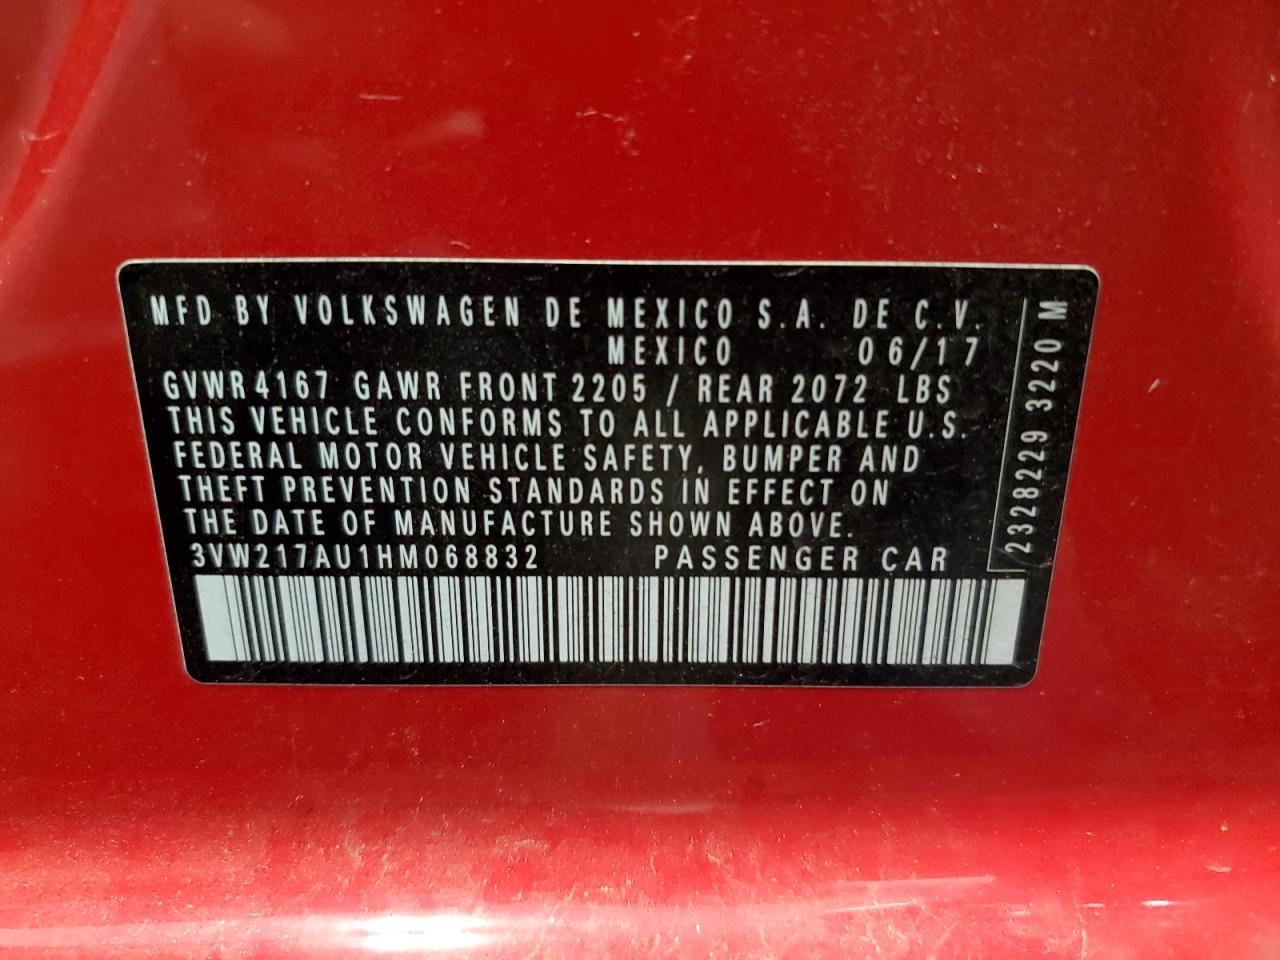 MFD BY VOLKSWAGEN DE MEXICO S.A. DE C.V.
MEXICO 06/17
GVWR 4167 GAWR FRONT 2205 / REAR 2072 LBS
THIS VEHICLE CONFORMS TO ALL APPLICABLE U.S.
FEDERAL MOTOR VEHICLE SAFETY, BUMPER AND
THEFT PREVENTION STANDARDS IN EFFECT ON
THE DATE OF MANUFACTURE SHOWN ABOVE.
3VW217AU1HM068832 PASSENGER CAR
2328229 3220 M